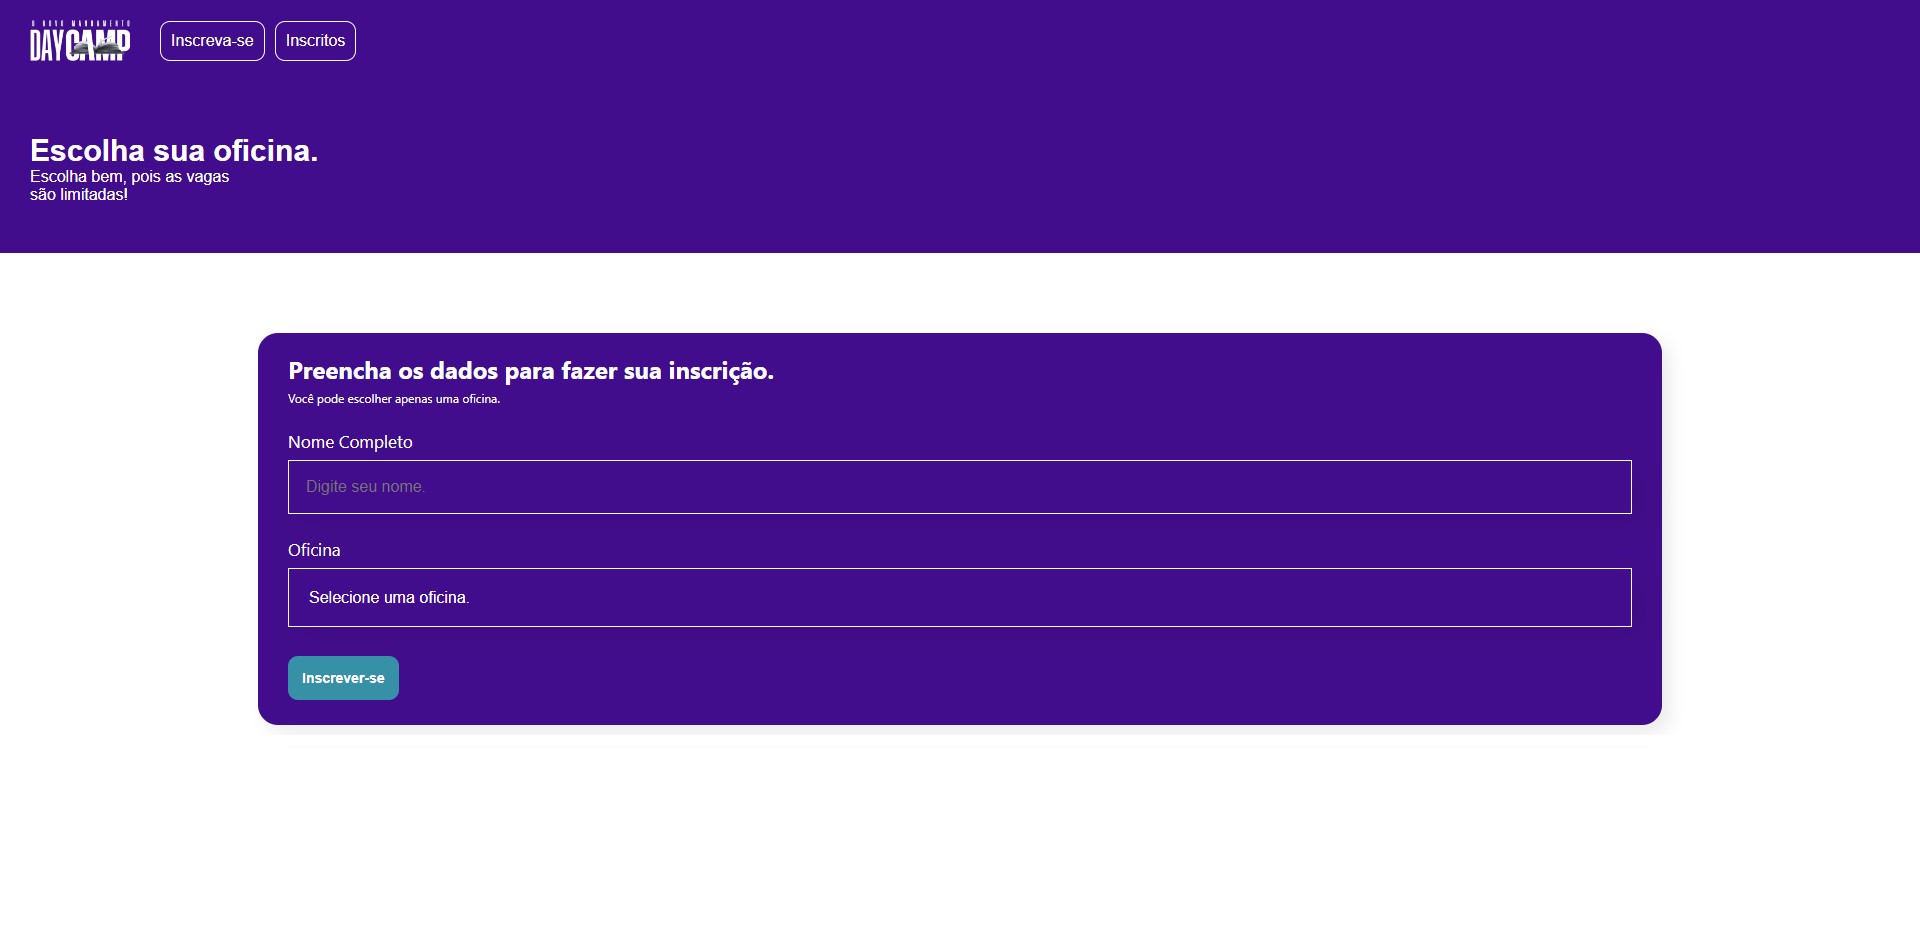 O NOVO MANDAMENTO
DAYCAMP
Inscreva-se
Inscritos
Escolha sua oficina.
Escolha bem, pois as vagas
são limitadas!
Preencha os dados para fazer sua inscrição.
Você pode escolher apenas uma oficina.
Nome Completo
Digite seu nome.
Oficina
Selecione uma oficina.
Inscrever-se